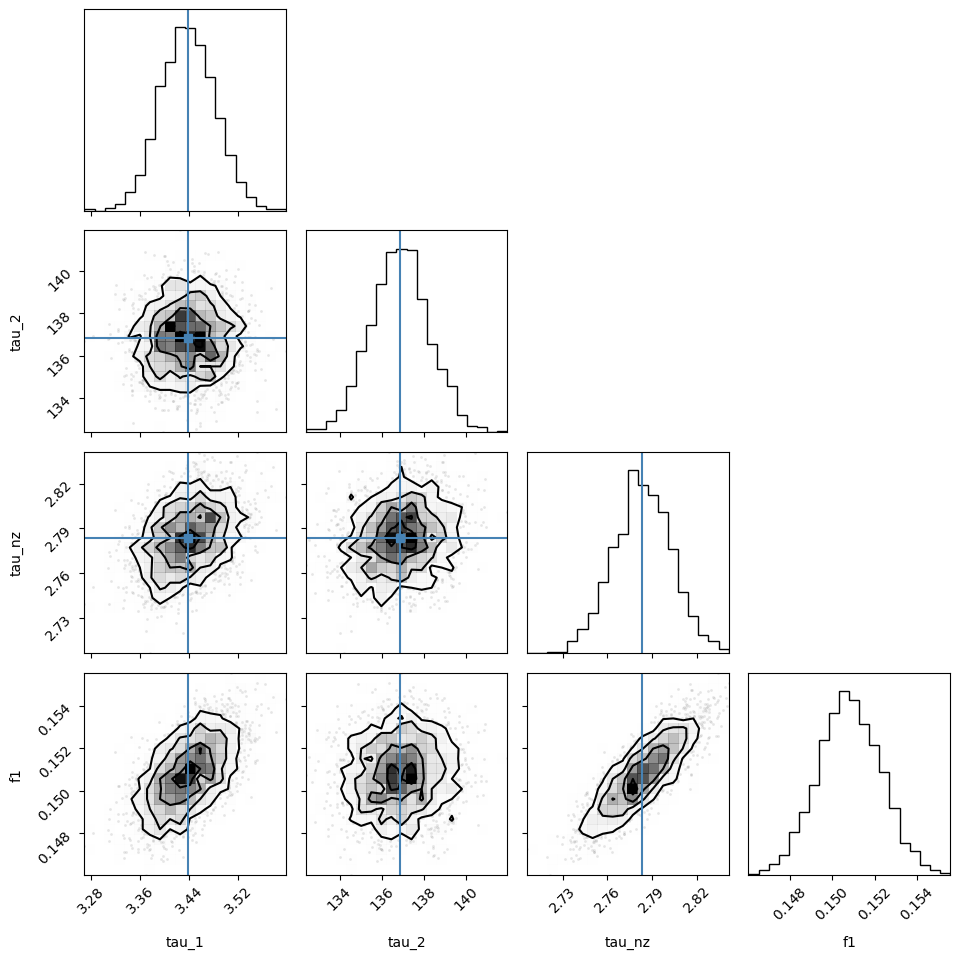 140
138
136
134
tau_2
2.82
2.79
2.76
2.73
tau_nz
0.154
0.152
0.150
0.148
f1
3.28 3.36 3.44 3.52
134 136 138 140
2.73 2.76 2.79 2.82
0.148 0.150 0.152 0.154
tau_1 tau_2 tau_nz f1